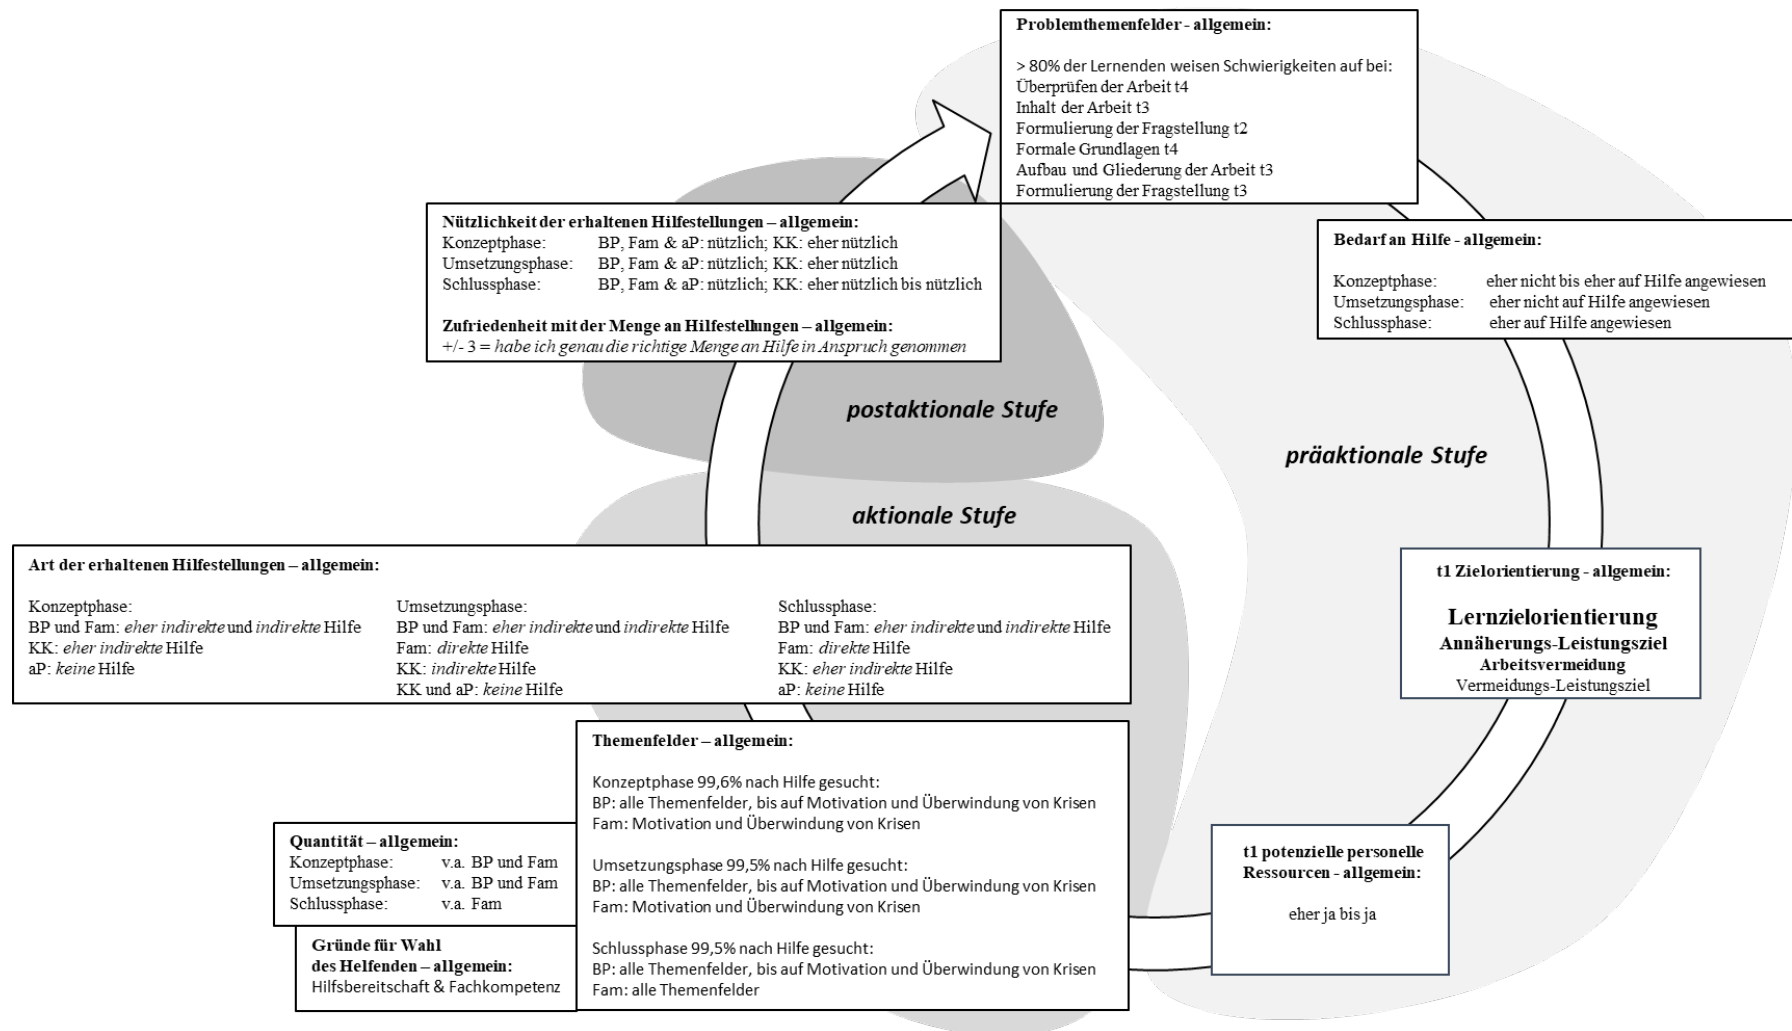 Problemthemenfelder - allgemein:
> 80% der Lernenden weisen Schwierigkeiten auf bei:
Überprüfen der Arbeit t4
Inhalt der Arbeit t3
Formulierung der Fragstellung t2
Formale Grundlagen t4
Aufbau und Gliederung der Arbeit t3
Formulierung der Fragstellung t3
Bedarf an Hilfe - allgemein:
Konzeptphase: eher nicht bis eher auf Hilfe angewiesen
Umsetzungsphase: eher nicht auf Hilfe angewiesen
Schlussphase: eher auf Hilfe angewiesen
präaktionale Stufe
t1 Zielorientierung - allgemein:
Lernzielorientierung
Annäherungs-Leistungsziel
Arbeitsvermeidung
Vermeidungs-Leistungsziel
t1 potenzielle personelle
Ressourcen - allgemein:
eher ja bis ja
Themenfelder – allgemein:
Konzeptphase 99,6% nach Hilfe gesucht:
BP: alle Themenfelder, bis auf Motivation und Überwindung von Krisen
Fam: Motivation und Überwindung von Krisen
Umsetzungsphase 99,5% nach Hilfe gesucht:
BP: alle Themenfelder, bis auf Motivation und Überwindung von Krisen
Fam: Motivation und Überwindung von Krisen
Schlussphase 99,5% nach Hilfe gesucht:
BP: alle Themenfelder, bis auf Motivation und Überwindung von Krisen
Fam: alle Themenfelder
Quantität – allgemein:
Konzeptphase: v.a. BP und Fam
Umsetzungsphase: v.a. BP und Fam
Schlussphase: v.a. Fam
Gründe für Wahl
des Helfenden – allgemein:
Hilfsbereitschaft & Fachkompetenz
aktionale Stufe
Art der erhaltenen Hilfestellungen – allgemein:
Konzeptphase:
BP und Fam: eher indirekte und indirekte Hilfe
KK: eher indirekte Hilfe
aP: keine Hilfe
Umsetzungsphase:
BP und Fam: eher indirekte und indirekte Hilfe
Fam: direkte Hilfe
KK: indirekte Hilfe
KK und aP: keine Hilfe
Schlussphase:
BP und Fam: eher indirekte und indirekte Hilfe
Fam: direkte Hilfe
KK: eher indirekte Hilfe
aP: keine Hilfe
postaktionale Stufe
Nützlichkeit der erhaltenen Hilfestellungen – allgemein:
Konzeptphase: BP, Fam & aP: nützlich; KK: eher nützlich
Umsetzungsphase: BP, Fam & aP: nützlich; KK: eher nützlich
Schlussphase: BP, Fam & aP: nützlich; KK: eher nützlich bis nützlich
Zufriedenheit mit der Menge an Hilfestellungen – allgemein:
+/- 3 = habe ich genau die richtige Menge an Hilfe in Anspruch genommen